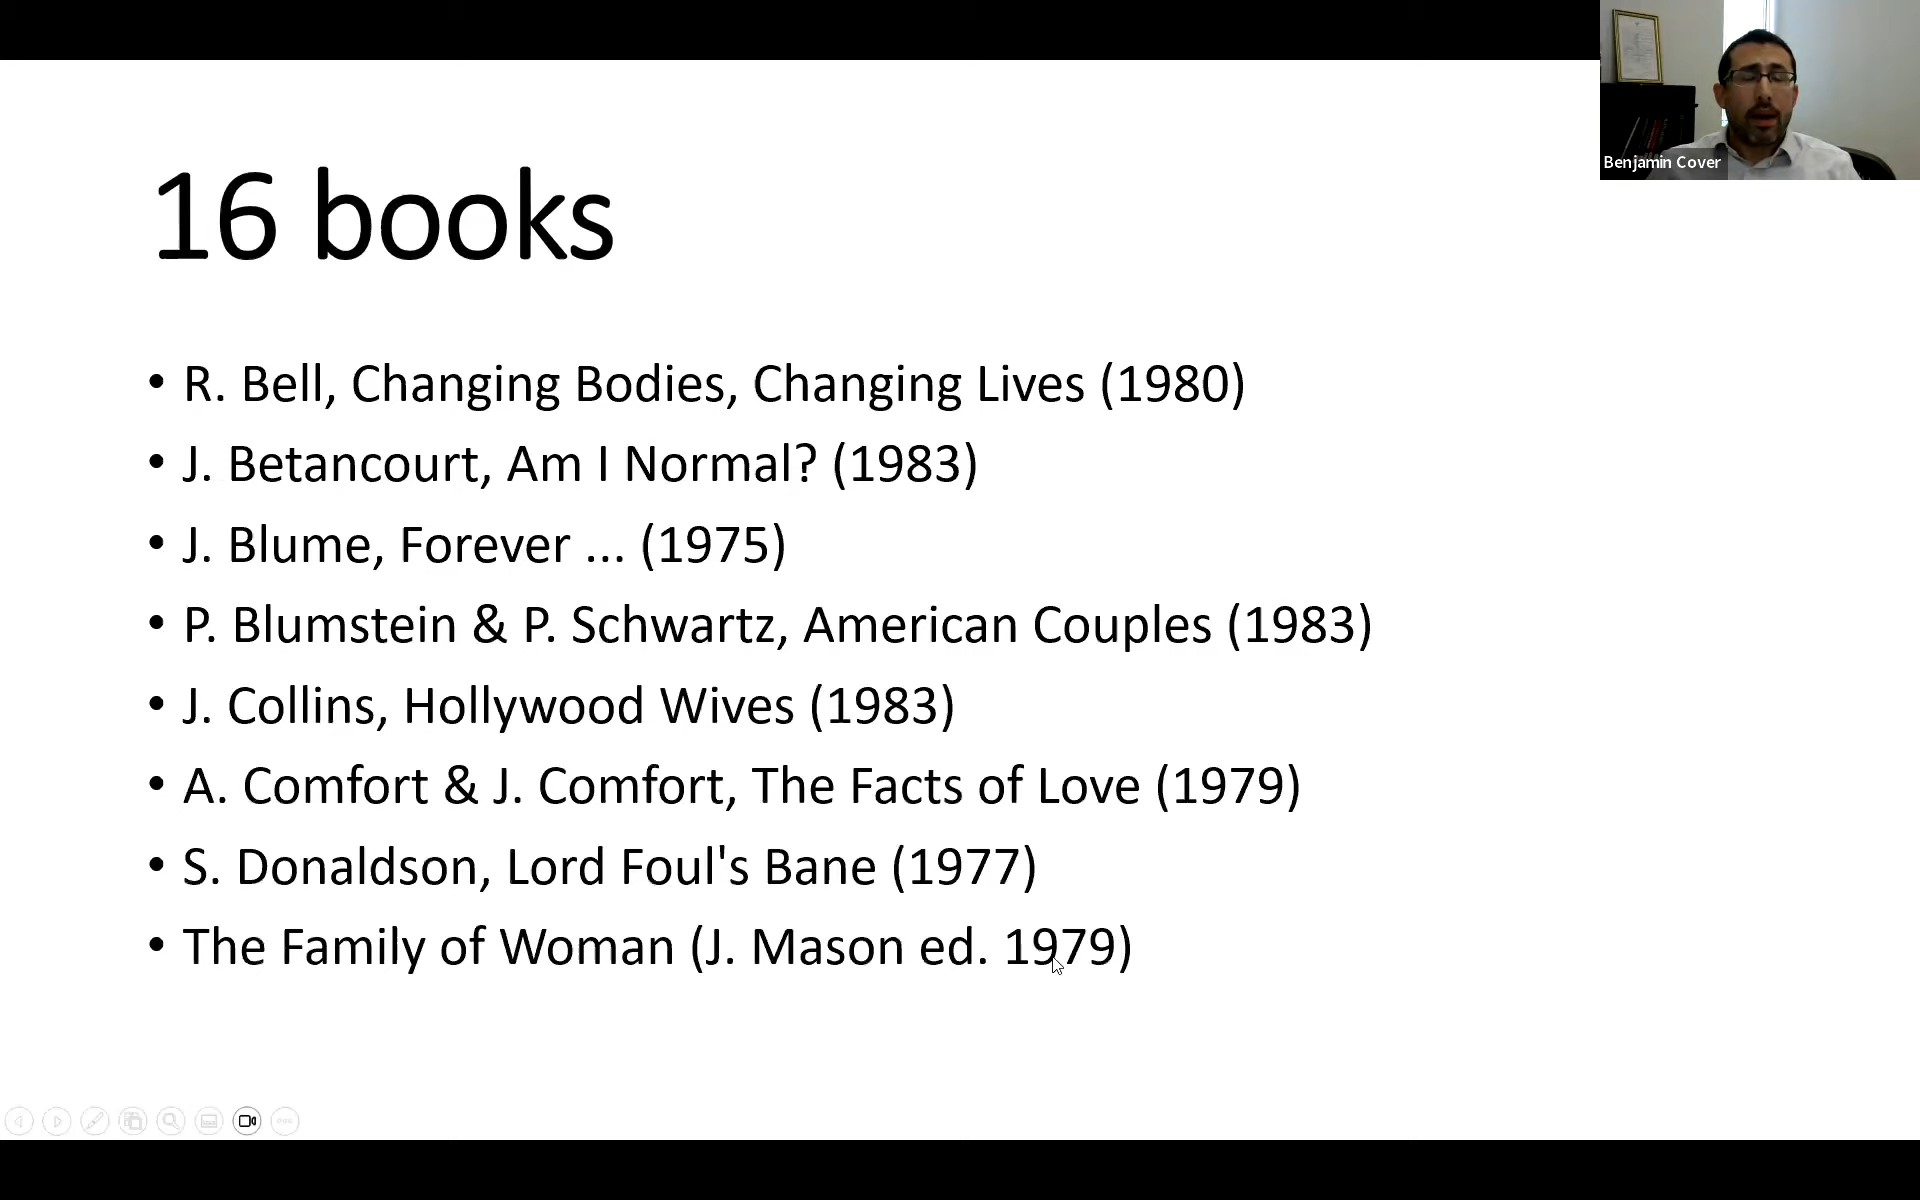 16 books
• R. Bell, Changing Bodies, Changing Lives (1980)
• J. Betancourt, Am I Normal? (1983)
• J. Blume, Forever ... (1975)
• P. Blumstein & P. Schwartz, American Couples (1983)
• J. Collins, Hollywood Wives (1983)
• A. Comfort & J. Comfort, The Facts of Love (1979)
• S. Donaldson, Lord Foul's Bane (1977)
• The Family of Woman (J. Mason ed. 1979)
Benjamin Cover